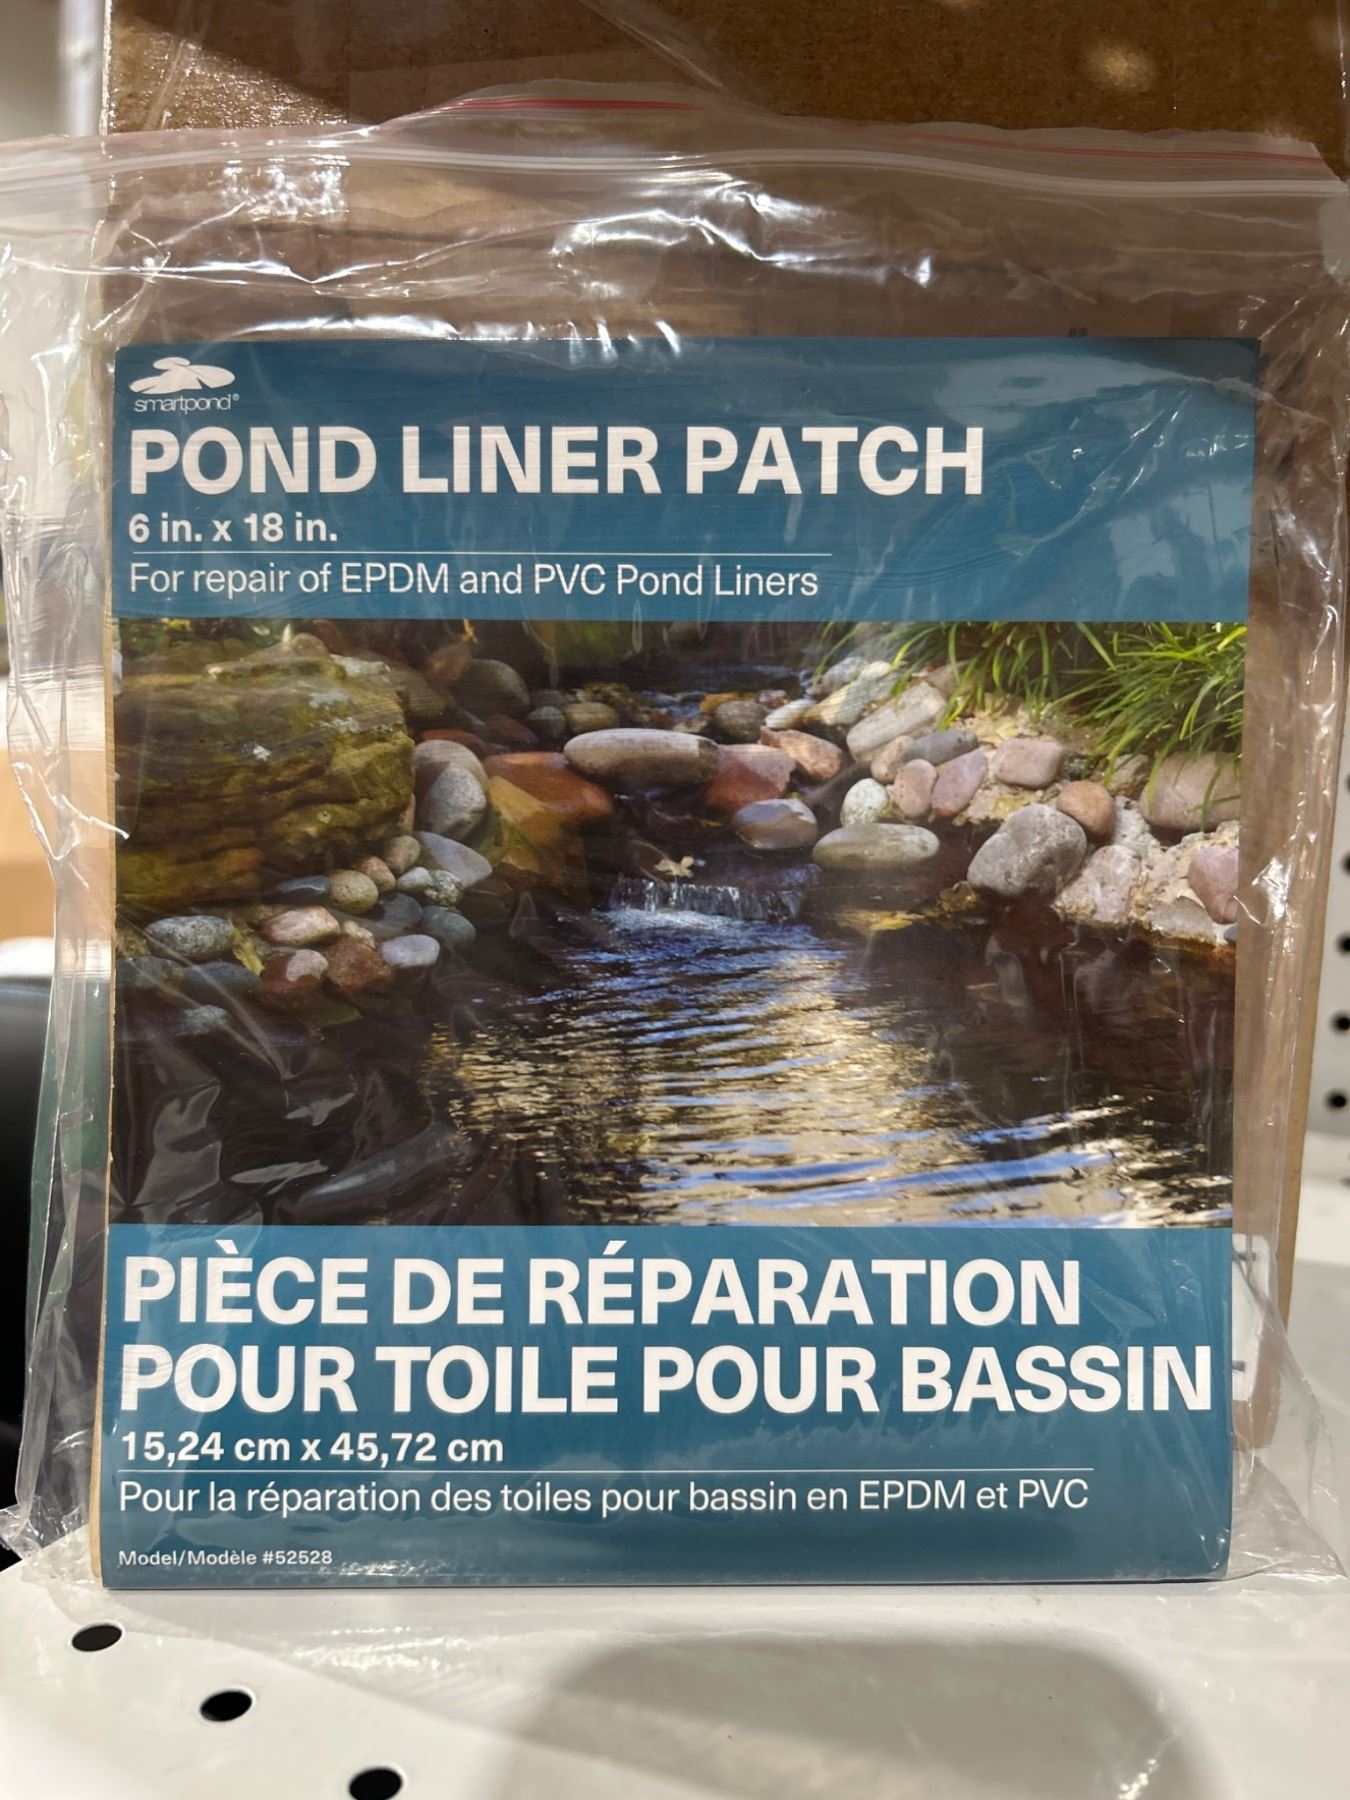 smartpond®
POND LINER PATCH
6 in. x 18 in.
For repair of EPDM and PVC Pond Liners
PIÈCE DE RÉPARATION
POUR TOILE POUR BASSIN
15,24 cm x 45,72 cm
Pour la réparation des toiles pour bassin en EPDM et PVC
Model/Modèle #52528